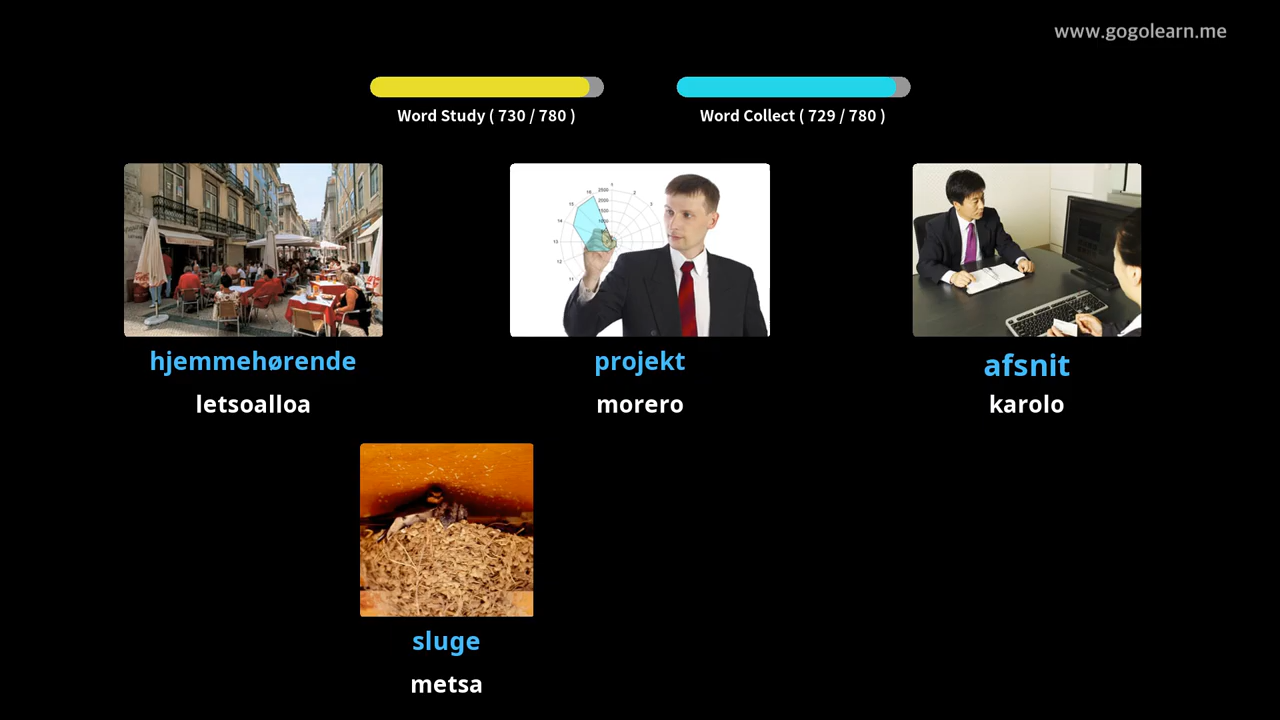 www.gogolearn.me
Word Study ( 730 / 780 )
Word Collect ( 729 / 780 )
hjemmehørende
letsoalloa
projekt
morero
afsnit
karolo
sluge
metsa